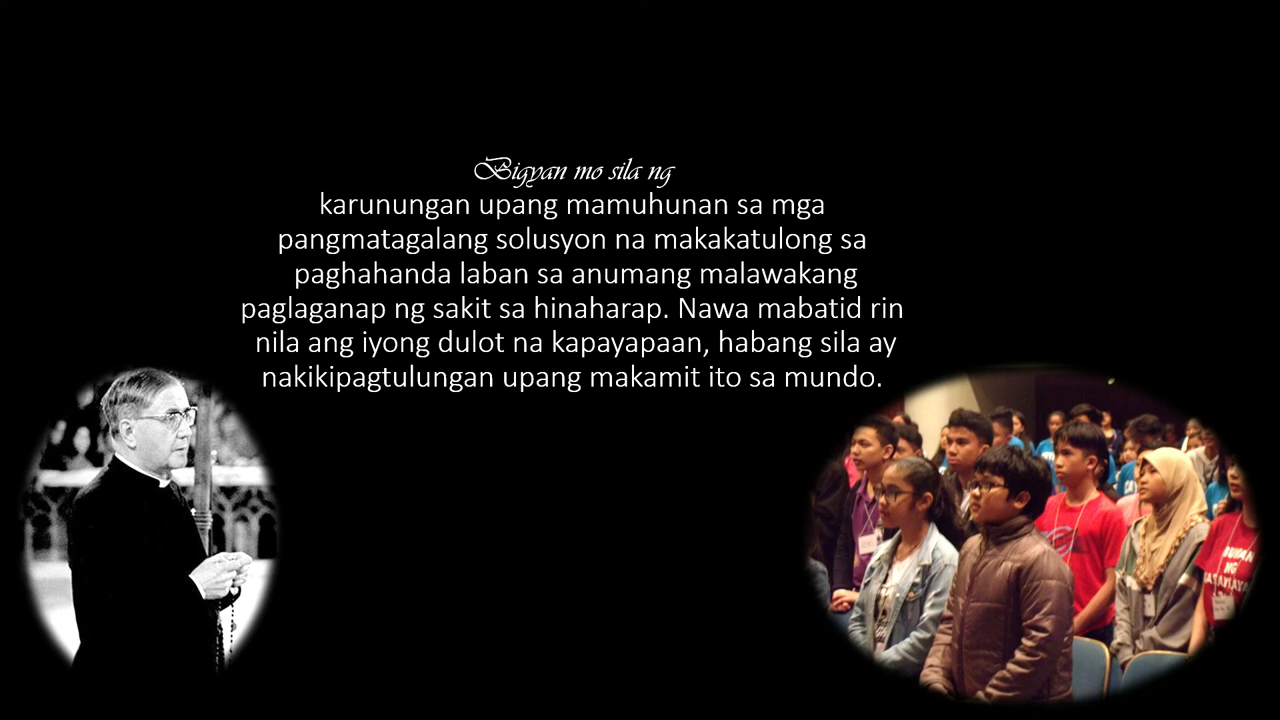 Bigyan mo sila ng
karunungan upang mamuhunan sa mga
pangmatagalang solusyon na makakatulong sa
paghahanda laban sa anumang malawakang
paglaganap ng sakit sa hinaharap. Nawa mabatid rin
nila ang iyong dulot na kapayapaan, habang sila ay
nakikipagtulungan upang makamit ito sa mundo.
NG